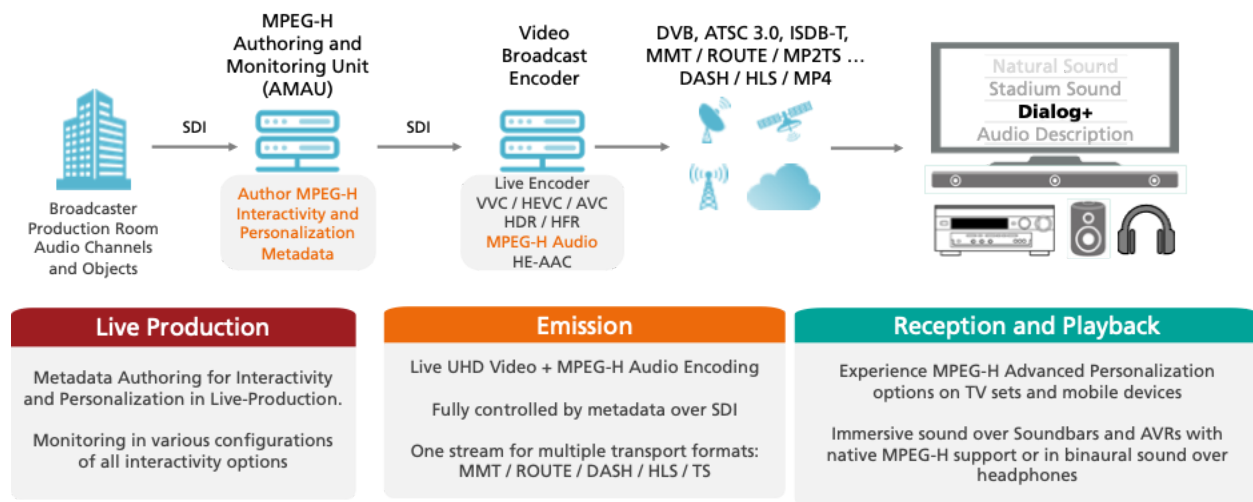 MPEG-H
Authoring and
Monitoring Unit
(AMAU)
Video
Broadcast
Encoder
DVB, ATSC 3.0, ISDB-T,
MMT / ROUTE / MP2TS ...
DASH / HLS / MP4
Natural Sound
Stadium Sound
Dialog+
Audio Description
SDI
SDI
Broadcaster
Production Room
Audio Channels
and Objects
Author MPEG-H
Interactivity and
Personalization
Metadata
Live Encoder
VVC / HEVC / AVC
HDR / HFR
MPEG-H Audio
HE-AAC
Live Production
Metadata Authoring for Interactivity
and Personalization in Live-Production.
Monitoring in various configurations
of all interactivity options
Emission
Live UHD Video + MPEG-H Audio Encoding
Fully controlled by metadata over SDI
One stream for multiple transport formats:
MMT / ROUTE / DASH / HLS / TS
Reception and Playback
Experience MPEG-H Advanced Personalization
options on TV sets and mobile devices
Immersive sound over Soundbars and AVRs with
native MPEG-H support or in binaural sound over
headphones